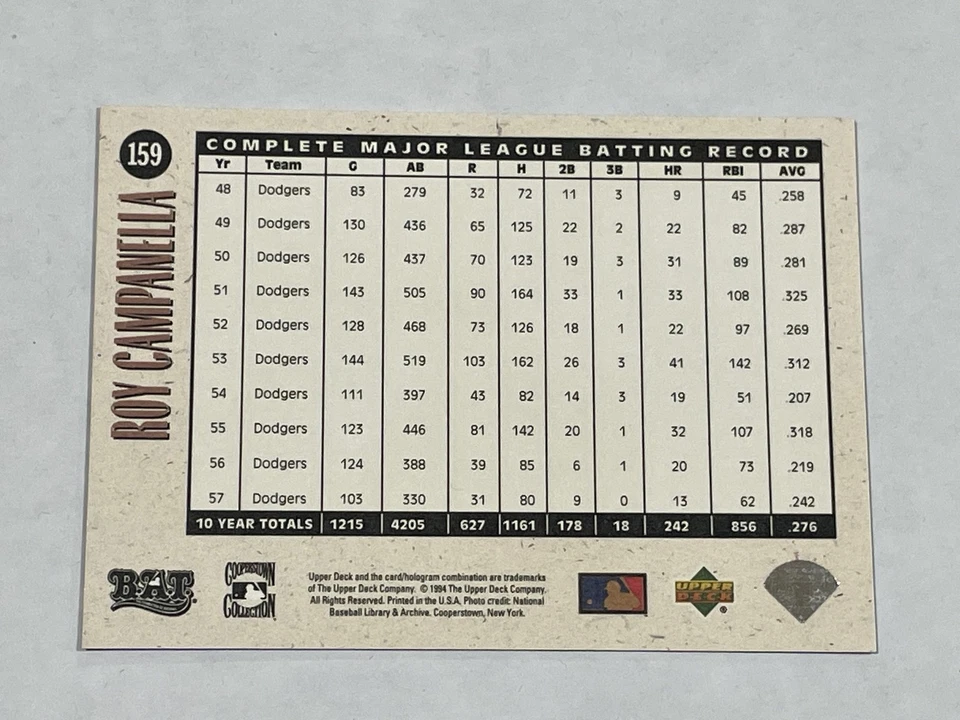 159
ROY CAMPANELLA
COMPLETE MAJOR LEAGUE BATTING RECORD
Yr Team G AB R H 2B 3B HR RBI AVG
48 Dodgers 83 279 32 72 11 3 9 45 .258
49 Dodgers 130 436 65 125 22 2 22 82 .287
50 Dodgers 126 437 70 123 19 3 31 89 .281
51 Dodgers 143 505 90 164 33 1 33 108 .325
52 Dodgers 128 468 73 126 18 1 22 97 .269
53 Dodgers 144 519 103 162 26 3 41 142 .312
54 Dodgers 111 397 43 82 14 3 19 51 .207
55 Dodgers 123 446 81 142 20 1 32 107 .318
56 Dodgers 124 388 39 85 6 1 20 73 .219
57 Dodgers 103 330 31 80 9 0 13 62 .242
10 YEAR TOTALS 1215 4205 627 1161 178 18 242 856 .276
BAT
COOPERSTOWN
COLLECTION
Upper Deck and the card/hologram combination are trademarks
of The Upper Deck Company. © 1994 The Upper Deck Company.
All Rights Reserved. Printed in the U.S.A. Photo credit: National
Baseball Library & Archive. Cooperstown, New York.
UPPER
DECK ®